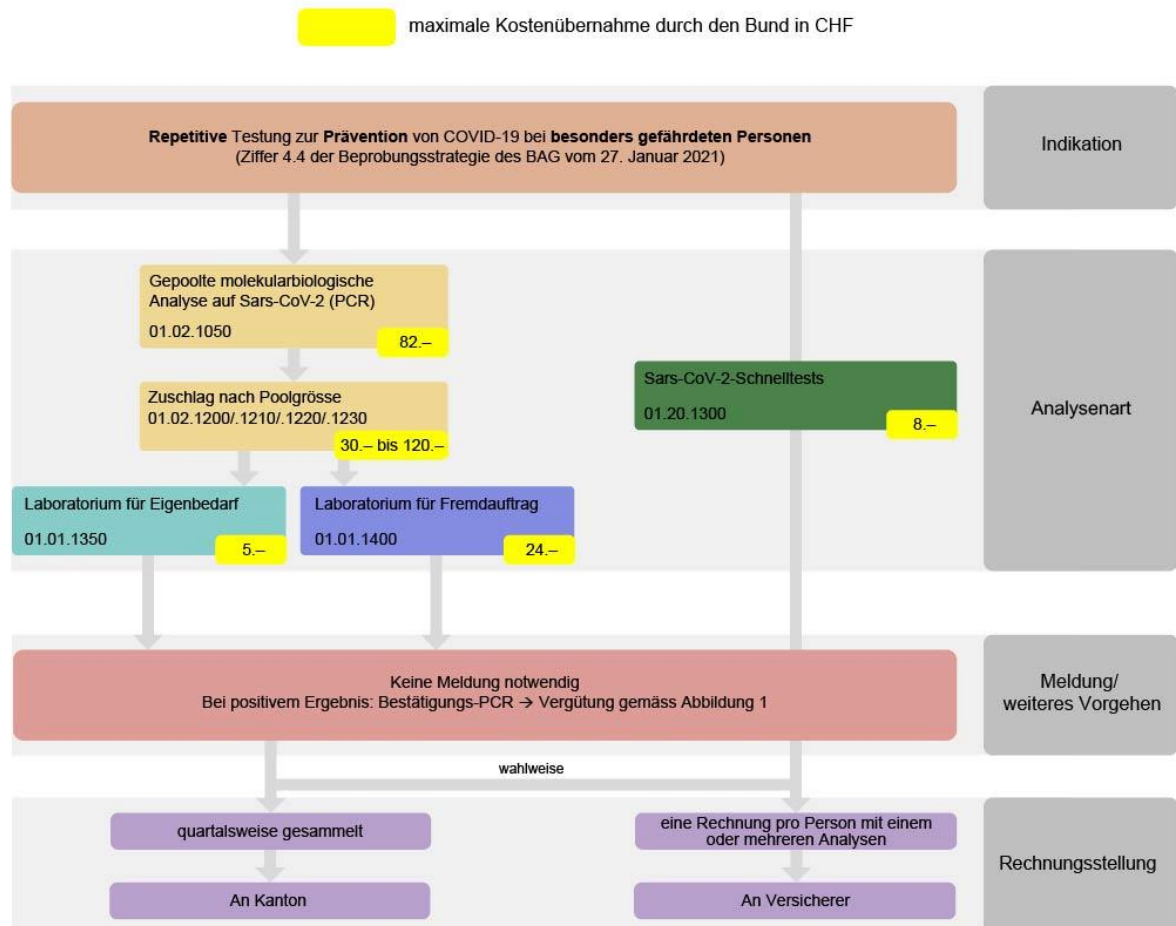 maximale Kostenübernahme durch den Bund in CHF
Repetitive Testung zur Prävention von COVID-19 bei besonders gefährdeten Personen
(Ziffer 4.4 der Beprobungsstrategie des BAG vom 27. Januar 2021)
Indikation
Gepoolte molekularbiologische
Analyse auf Sars-CoV-2 (PCR)
01.02.1050
82.–
Zuschlag nach Poolgrösse
01.02.1200/.1210/.1220/.1230
30.– bis 120.–
Sars-CoV-2-Schnelltests
01.20.1300
8.–
Analysenart
Laboratorium für Eigenbedarf
01.01.1350
5.–
Laboratorium für Fremdauftrag
01.01.1400
24.–
Keine Meldung notwendig
Bei positivem Ergebnis: Bestätigungs-PCR → Vergütung gemäss Abbildung 1
Meldung/
weiteres Vorgehen
wahlweise
quartalsweise gesammelt
eine Rechnung pro Person mit einem
oder mehreren Analysen
An Kanton
An Versicherer
Rechnungsstellung